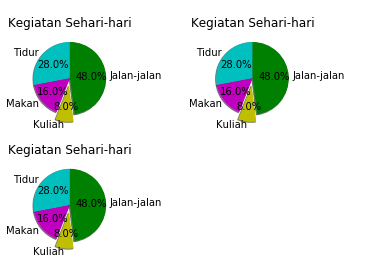 Kegiatan Sehari-hari
Tidur
28.0%
48.0%
Jalan-jalan
16.0%
Makan
8.0%
Kuliah
Kegiatan Sehari-hari
Tidur
28.0%
48.0%
Jalan-jalan
16.0%
Makan
8.0%
Kuliah
Kegiatan Sehari-hari
Tidur
28.0%
48.0%
Jalan-jalan
16.0%
Makan
8.0%
Kuliah